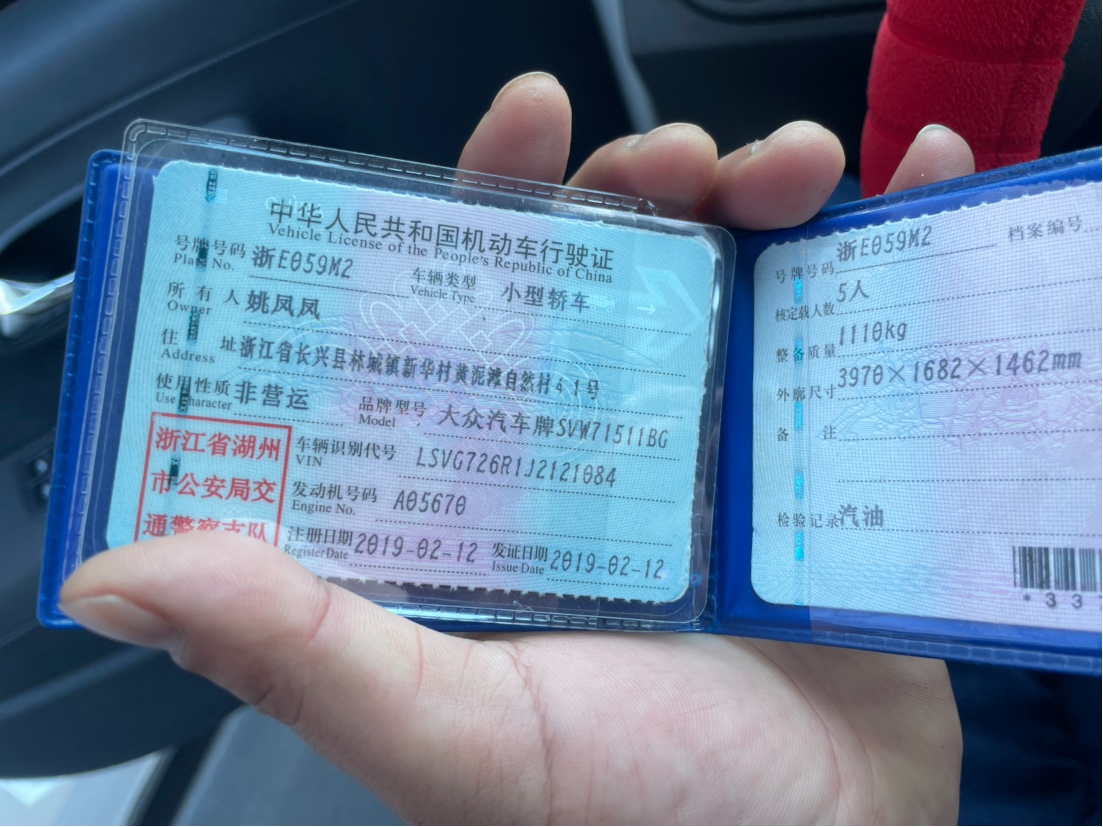 中华人民共和国机动车行驶证
Vehicle License of the People's Republic of China
号牌号码 浙E059M2 车辆类型 小型轿车
Plate No. Vehicle Type
所有人 姚凤凤
Owner
住址 浙江省长兴县林城镇新华村黄泥滩自然村41号
Address
使用性质 非营运 品牌型号 大众汽车牌SVW71511BG
Use Character Model
浙江省湖州
市公安局交
通警察支队
车辆识别代号 LSVG726R1J2121084
VIN
发动机号码 A05670
Engine No.
注册日期 2019-02-12 发证日期 2019-02-12
Register Date Issue Date
号牌号码 浙E059M2 档案编号
核定载人数 5人
整备质量 1110kg
外廓尺寸 3970×1682×1462mm
备注
检验记录 汽油
*33